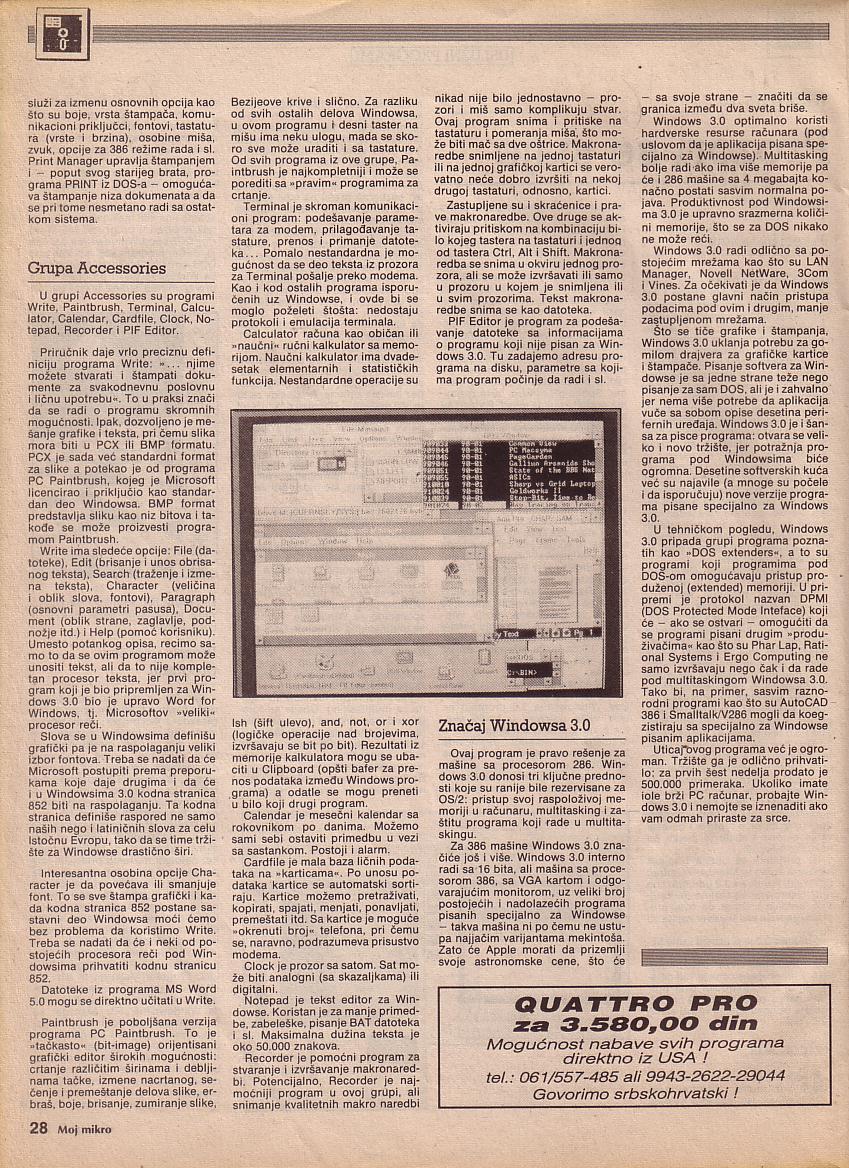 služi za izmenu osnovnih opcija kao
što su boje, vrsta štampača, komu-
nikacioni priključci, fontovi, tastatu-
ra (vrste i brzina), osobine miša,
zvuk, opcije za 386 režime rada i sl.
Print Manager upravlja štampanjem
i — poput svog starijeg brata, pro-
grama PRINT iz DOS-a — omoguća-
va štampanje niza dokumenata a da
se pri tome nesmetano radi sa ostat-
kom sistema.
Grupa Accessories
U grupi Accessories su programi
Write, Paintbrush, Terminal, Calcu-
lator, Calendar, Cardfile, Clock, No-
tepad, Recorder i PIF Editor.
Priručnik daje vrlo preciznu defi-
niciju programa Write: »... njime
možete stvarati i štampati doku-
mente za svakodnevnu poslovnu
i ličnu upotrebu«. To u praksi znači
da se radi o programu skromnih
mogućnosti. Ipak, dozvoljeno je me-
šanje grafike i teksta, pri čemu slika
mora biti u PCX ili BMP formatu.
PCX je sada već standardni format
za slike a potekao je od programa
PC Paintbrush, kojeg je Microsoft
licencirao i priključio kao standar-
dan deo Windowsa. BMP format
predstavlja sliku kao niz bitova i ta-
kođe se može proizvesti progra-
mom Paintbrush.
Write ima sledeće opcije: File (da-
toteke), Edit (brisanje i unos obrisa-
nog teksta), Search (traženje i izme-
na teksta), Character (veličina
i oblik slova, fontovi), Paragraph
(osnovni parametri pasusa), Docu-
ment (oblik strane, zaglavlje, pod-
nožje itd.) i Help (pomoć korisniku).
Umesto potankog opisa, recimo sa-
mo to da se ovim programom može
unositi tekst, ali da to nije komple-
tan procesor teksta, jer prvi pro-
gram koji je bio pripremljen za Win-
dows 3.0 bio je upravo Word for
Windows, tj. Microsoftov »veliki«
procesor reči.
Slova se u Windowsima definišu
grafički pa je na raspolaganju veliki
izbor fontova. Treba se nadati da će
Microsoft postupiti prema preporu-
kama koje daje drugima i da će
i u Windowsima 3.0 kodna stranica
852 biti na raspolaganju. Ta kodna
stranica definiše raspored ne samo
naših nego i latiničnih slova za celu
Istočnu Evropu, tako da se time trži-
šte za Windowse drastično širi.
Interesantna osobina opcije Cha-
racter je da povećava ili smanjuje
font. To se sve štampa grafički i ka-
da kodna stranica 852 postane sa-
stavni deo Windowsa moći ćemo
bez problema da koristimo Write.
Treba se nadati da će i neki od po-
stojećih procesora reči pod Win-
dowsima prihvatiti kodnu stranicu
852.
Datoteke iz programa MS Word
5.0 mogu se direktno učitati u Write.
Paintbrush je poboljšana verzija
programa PC Paintbrush. To je
»tačkasto« (bit-image) orijentisani
grafički editor širokih mogućnosti:
crtanje različitim širinama i deblji-
nama tačke, izmene nacrtanog, se-
čenje i premeštanje delova slike, er-
braš, boje, brisanje, zumiranje slike,
Bezijeove krive i slično. Za razliku
od svih ostalih delova Windowsa,
u ovom programu i desni taster na
mišu ima neku ulogu, mada se sko-
ro sve može uraditi i sa tastature.
Od svih programa iz ove grupe, Pa-
intbrush je najkompletniji i može se
porediti sa »pravim« programima za
crtanje.
Terminal je skroman komunikaci-
oni program: podešavanje parame-
tara za modem, prilagođavanje ta-
stature, prenos i primanje datote-
ka... Pomalo nestandardna je mo-
gućnost da se deo teksta iz prozora
za Terminal pošalje preko modema.
Kao i kod ostalih programa isporu-
čenih uz Windowse, i ovde bi se
moglo poželeti štošta: nedostaju
protokoli i emulacija terminala.
Calculator računa kao običan ili
»naučni« ručni kalkulator sa memo-
rijom. Naučni kalkulator ima dvade-
setak elementarnih i statističkih
funkcija. Nestandardne operacije su
lsh (šift ulevo), and, not, or i xor
(logičke operacije nad brojevima,
izvršavaju se bit po bit). Rezultati iz
memorije kalkulatora mogu se uba-
citi u Clipboard (opšti bafer za pre-
nos podataka između Windows pro-
grama) a odatle se mogu preneti
u bilo koji drugi program.
Calendar je mesečni kalendar sa
rokovnikom po danima. Možemo
sami sebi ostaviti primedbu u vezi
sa sastankom. Postoji i alarm.
Cardfile je mala baza ličnih poda-
taka na »karticama«. Po unosu po-
dataka kartice se automatski sorti-
raju. Kartice možemo pretraživati,
kopirati, spajati, menjati, ponavljati,
premeštati itd. Sa kartice je moguće
»okrenuti broj« telefona, pri čemu
se, naravno, podrazumeva prisustvo
modema.
Clock je prozor sa satom. Sat mo-
že biti analogni (sa skazaljkama) ili
digitalni.
Notepad je tekst editor za Win-
dowse. Koristan je za manje primed-
be, zabeleške, pisanje BAT datoteka
i sl. Maksimalna dužina teksta je
oko 50.000 znakova.
Recorder je pomoćni program za
stvaranje i izvršavanje makronared-
bi. Potencijalno, Recorder je naj-
moćniji program u ovoj grupi, ali
snimanje kvalitetnih makro naredbi
nikad nije bilo jednostavno — pro-
zori i miš samo komplikuju stvar.
Ovaj program snima i pritiske na
tastaturu i pomeranja miša, što mo-
že biti mač sa dve oštrice. Makrona-
redbe snimljene na jednoj tastaturi
ili na jednoj grafičkoj kartici se vero-
vatno neće dobro izvršiti na nekoj
drugoj tastaturi, odnosno, kartici.
Zastupljene su i skraćenice i pra-
ve makronaredbe. Ove druge se ak-
tiviraju pritiskom na kombinaciju bi-
lo kojeg tastera na tastaturi i jednog
od tastera Ctrl, Alt i Shift. Makrona-
redba se snima u okviru jednog pro-
zora, ali se može izvršavati ili samo
u prozoru u kojem je snimljena ili
u svim prozorima. Tekst makrona-
redbe snima se kao datoteka.
PIF Editor je program za podeša-
vanje datoteke sa informacijama
o programu koji nije pisan za Win-
dows 3.0. Tu zadajemo adresu pro-
grama na disku, parametre sa koji-
ma program počinje da radi i sl.
File Manager
Common View
PC Maczyna
PageGarden
Gallium Arsenide Sho
State of the BBS Nat
ASICs
Sharp vs Grid Laptop
Goldworks II
Stop-Bit, Time to Re
Ray Tracing su Trans
File Options Window Help
Pg 1
C:\BIN>
Značaj Windowsa 3.0
Ovaj program je pravo rešenje za
mašine sa procesorom 286. Win-
dows 3.0 donosi tri ključne predno-
sti koje su ranije bile rezervisane za
OS/2: pristup svoj raspoloživoj me-
moriji u računaru, multitasking i za-
štitu programa koji rade u multita-
skingu.
Za 386 mašine Windows 3.0 zna-
čiće još i više. Windows 3.0 interno
radi sa 16 bita, ali mašina sa proce-
sorom 386, sa VGA kartom i odgo-
varajućim monitorom, uz veliki broj
postojećih i nadolazećih programa
pisanih specijalno za Windowse
— takva mašina ni po čemu ne ustu-
pa najjačim varijantama mekintoša.
Zato će Apple morati da prizemlji
svoje astronomske cene, što će
— sa svoje strane — značiti da se
granica između dva sveta briše.
Windows 3.0 optimalno koristi
hardverske resurse računara (pod
uslovom da je aplikacija pisana spe-
cijalno za Windowse). Multitasking
bolje radi ako ima više memorije pa
će i 286 mašine sa 4 megabajta ko-
jačno postati sasvim normalna po-
java. Produktivnost pod Windowsi-
ma 3.0 je upravno srazmerna količi-
ni memorije, što se za DOS nikako
ne može reći.
Windows 3.0 radi odlično sa po-
stojećim mrežama kao što su LAN
Manager, Novell NetWare, 3Com
i Vines. Za očekivati je da Windows
3.0 postane glavni način pristupa
podacima pod ovim i drugim, manje
zastupljenom mrežama.
Što se tiče grafike i štampanja,
Windows 3.0 uklanja potrebu za go-
milom drajvera za grafičke kartice
i štampače. Pisanje softvera za Win-
dowse je sa jedne strane teže nego
pisanje za sam DOS, ali je i zahvalno
jer nema više potrebe da aplikacija
vuče sa sobom opise desetina peri-
fernih uređaja. Windows 3.0 je i šan-
sa za pisce programa: otvara se veli-
ko i novo tržište, jer potražnja pro-
grama pod Windowsima biće
ogromna. Desetine softverskih kuća
već su najavile (a mnoge su počele
i da isporučuju) nove verzije progra-
ma pisane specijalno za Windows
3.0.
U tehničkom pogledu, Windows
3.0 pripada grupi programa pozna-
tih kao »DOS extenders«, a to su
programi koji programima pod
DOS-om omogućavaju pristup pro-
duženoj (extended) memoriji. U pri-
premi je protokol nazvan DPMI
(DOS Protected Mode Inteface) koji
će — ako se ostvari — omogućiti da
se programi pisani drugim »produ-
živačima« kao što su Phar Lap, Rati-
onal Systems i Ergo Computing ne
samo izvršavaju nego čak i da rade
pod multitaskingom Windowsa 3.0.
Tako bi, na primer, sasvim razno-
rodni programi kao što su AutoCAD
386 i Smalltalk/V286 mogli da koeg-
zistiraju sa specijalno za Windowse
pisanim aplikacijama.
Uticaj ovog programa već je ogro-
man. Tržište ga je odlično prihvati-
lo: za prvih šest nedelja prodato je
500.000 primeraka. Ukoliko imate
iole brži PC računar, probajte Win-
dows 3.0 i nemojte se iznenaditi ako
vam odmah priraste za srce.
QUATTRO PRO
za 3.580,00 din
Mogućnost nabave svih programa
direktno iz USA !
tel.: 061/557-485 ali 9943-2622-29044
Govorimo srbskohrvatski !
28 Moj mikro